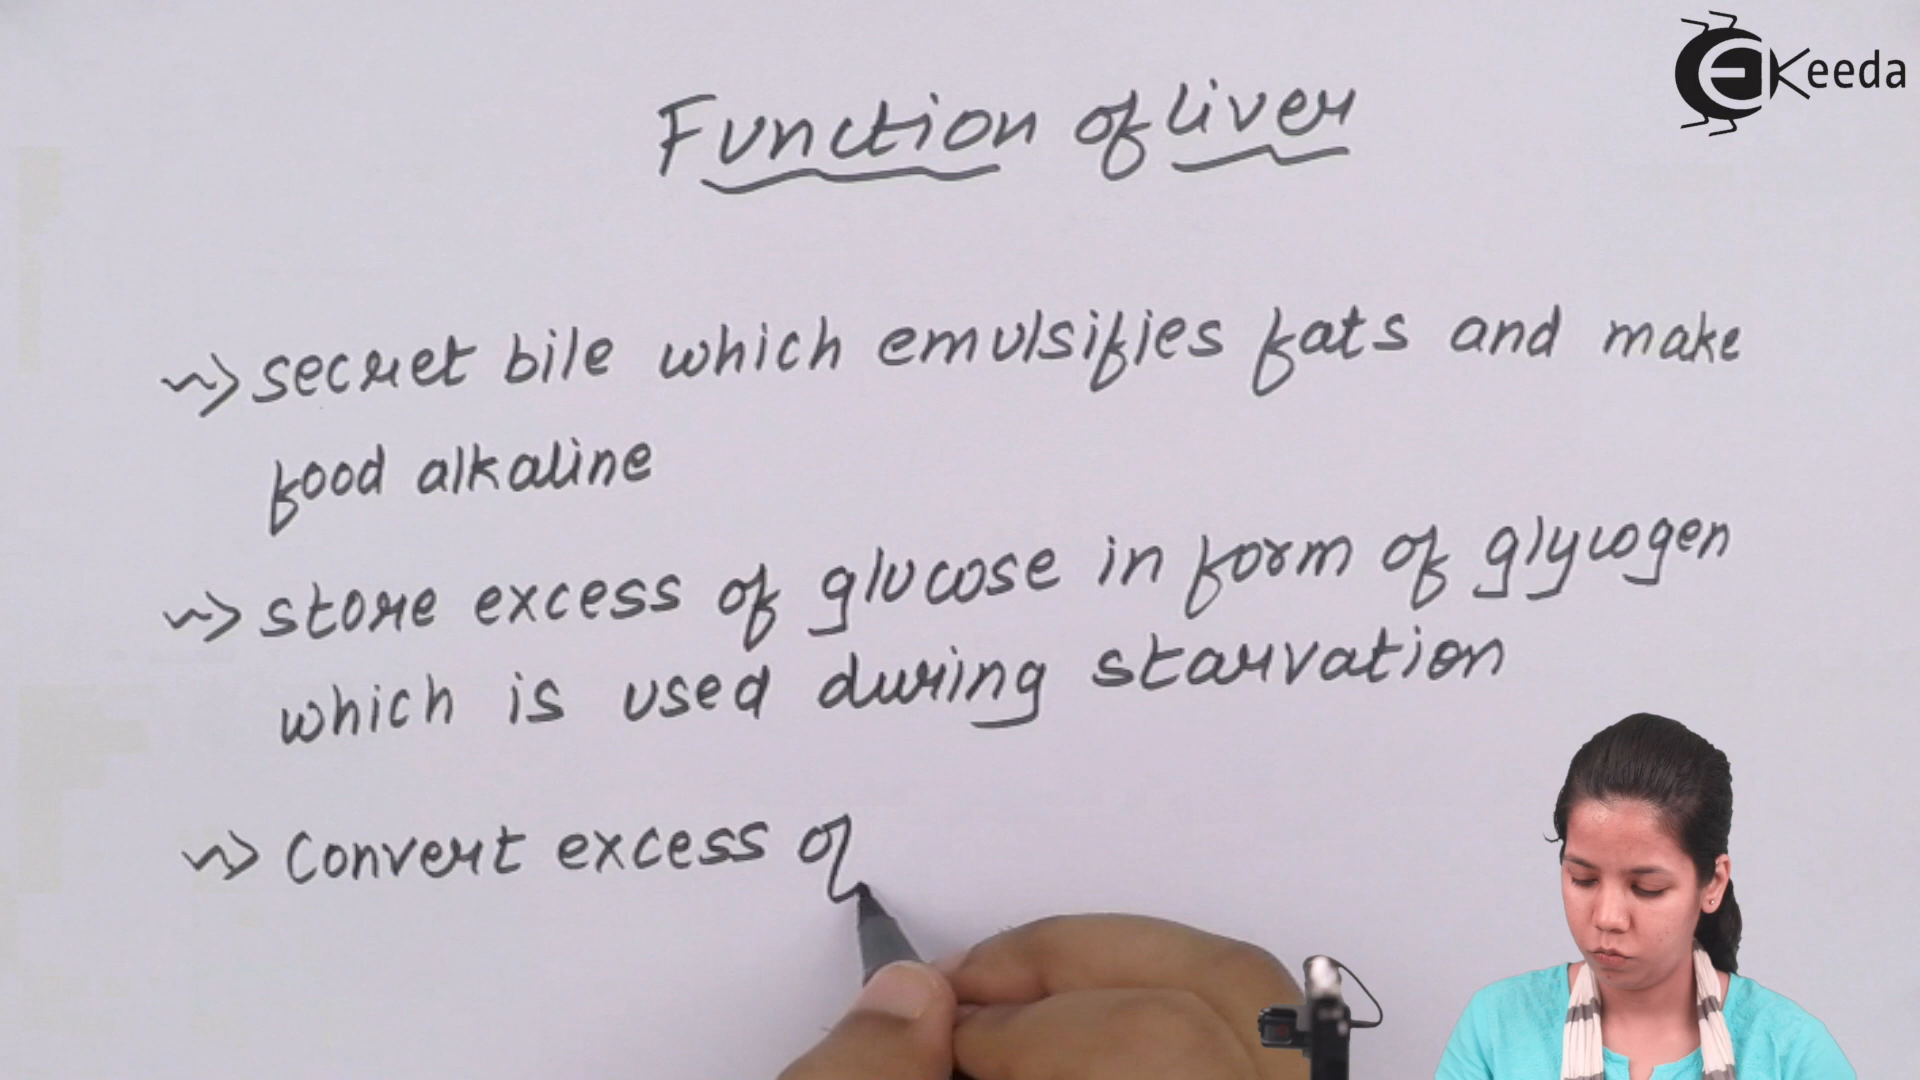 EKeeda
Function of liver
secret bile which emulsifies fats and make
food alkaline
store excess of glucose in form of glycogen
which is used during starvation
Convert excess of